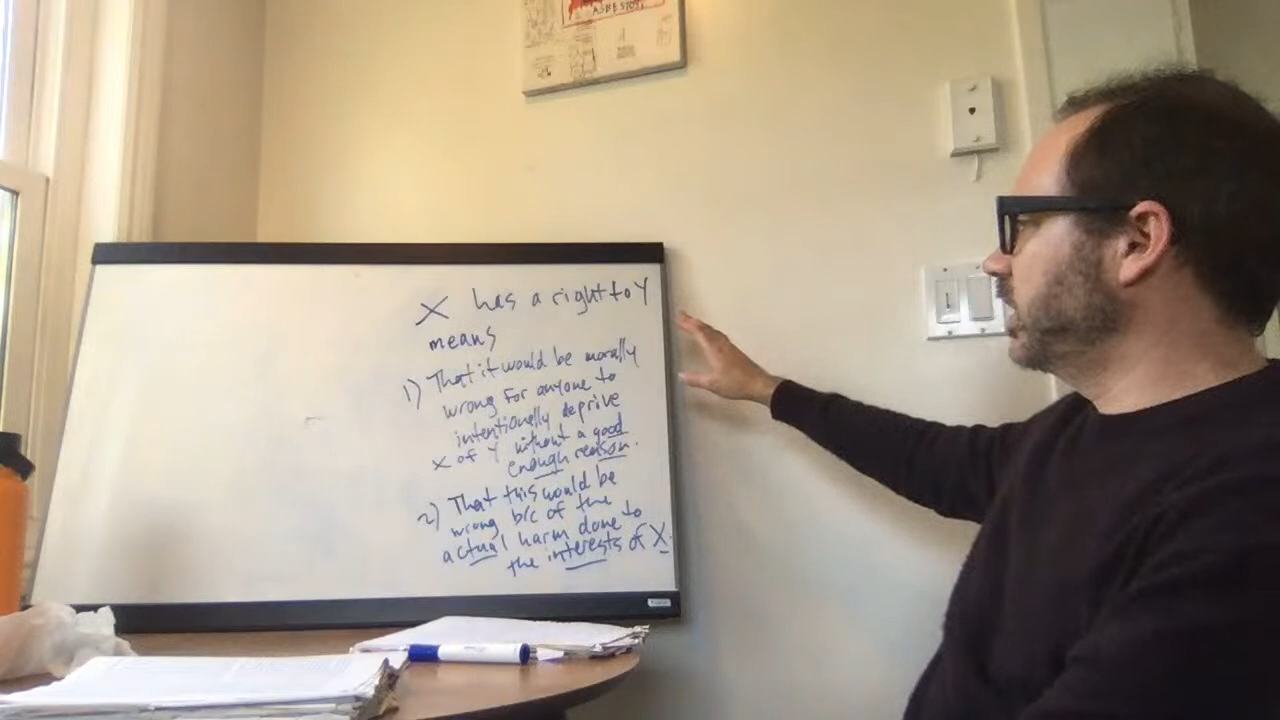 ASBESTOS
X has a right to Y
means
1) That it would be morally
wrong for anyone to
intentionally deprive
X of Y without a good
enough reason.
2) That this would be
wrong b/c of the
actual harm done to
the interests of X.